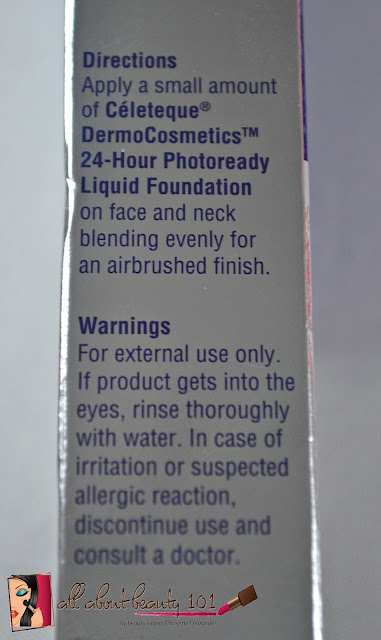 Directions
Apply a small amount
of Céleteque®
DermoCosmetics™
24-Hour Photoready
Liquid Foundation
on face and neck
blending evenly for
an airbrushed finish.
Warnings
For external use only.
If product gets into the
eyes, rinse thoroughly
with water. In case of
irritation or suspected
allergic reaction,
discontinue use and
consult a doctor.
all about beauty 101